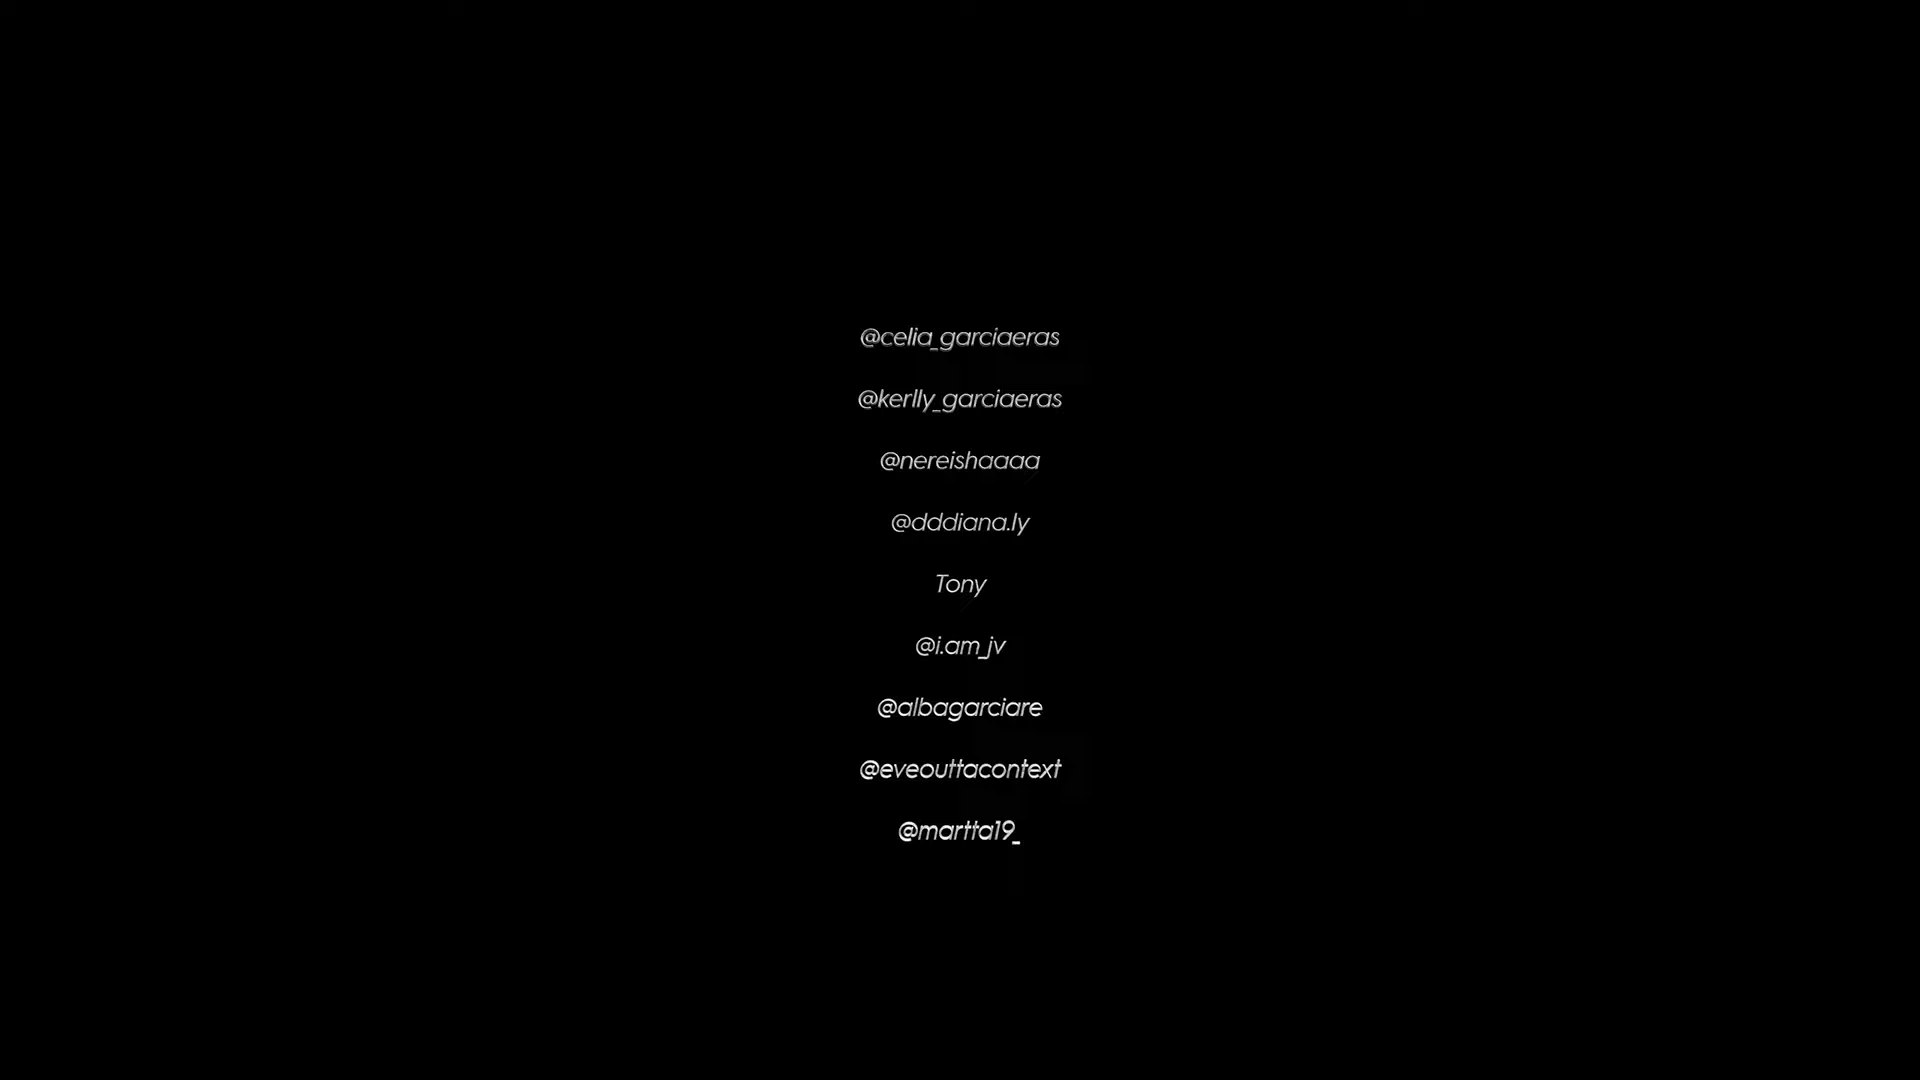 @celia_garciaeras
@kerlly_garciaeras
@nereishaaaa
@dddiana.ly
Tony
@i.am_jv
@albagarciare
@eveouttacontext
@martta19_